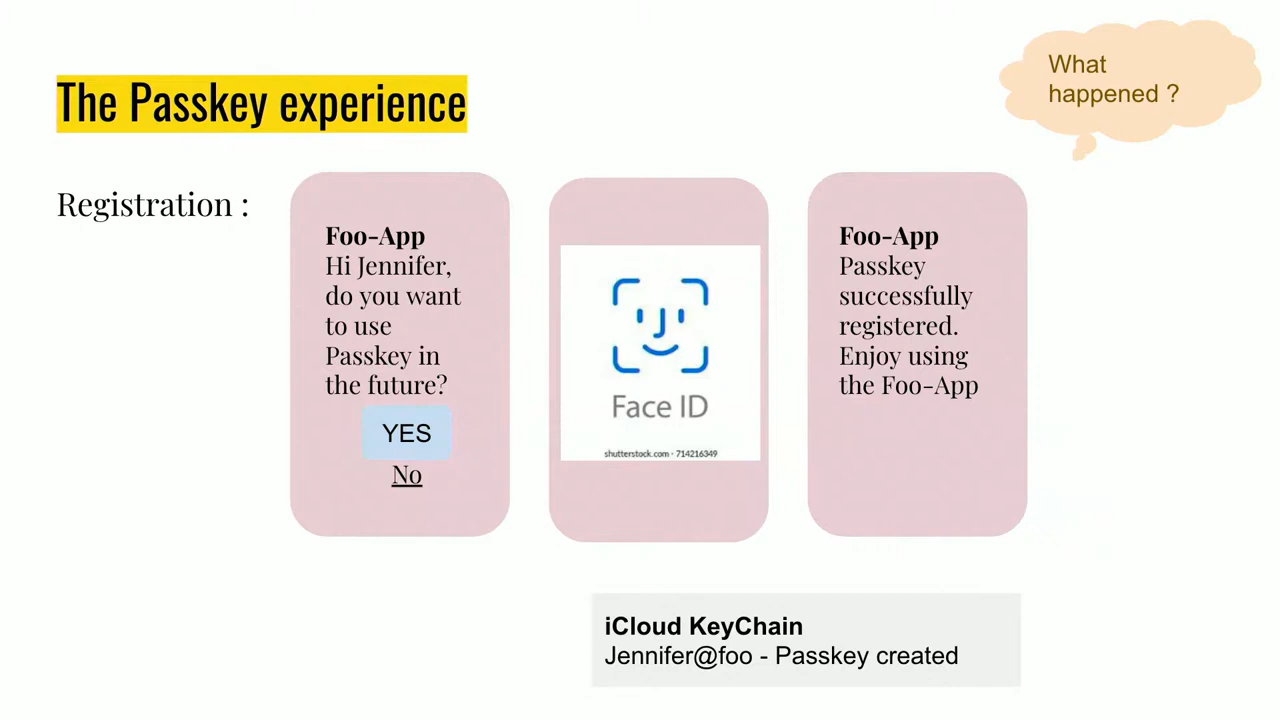 The Passkey experience
What
happened ?
Registration :
Foo-App
Hi Jennifer,
do you want
to use
Passkey in
the future?
YES
No
Face ID
shutterstock.com · 714216349
Foo-App
Passkey
successfully
registered.
Enjoy using
the Foo-App
iCloud KeyChain
Jennifer@foo - Passkey created